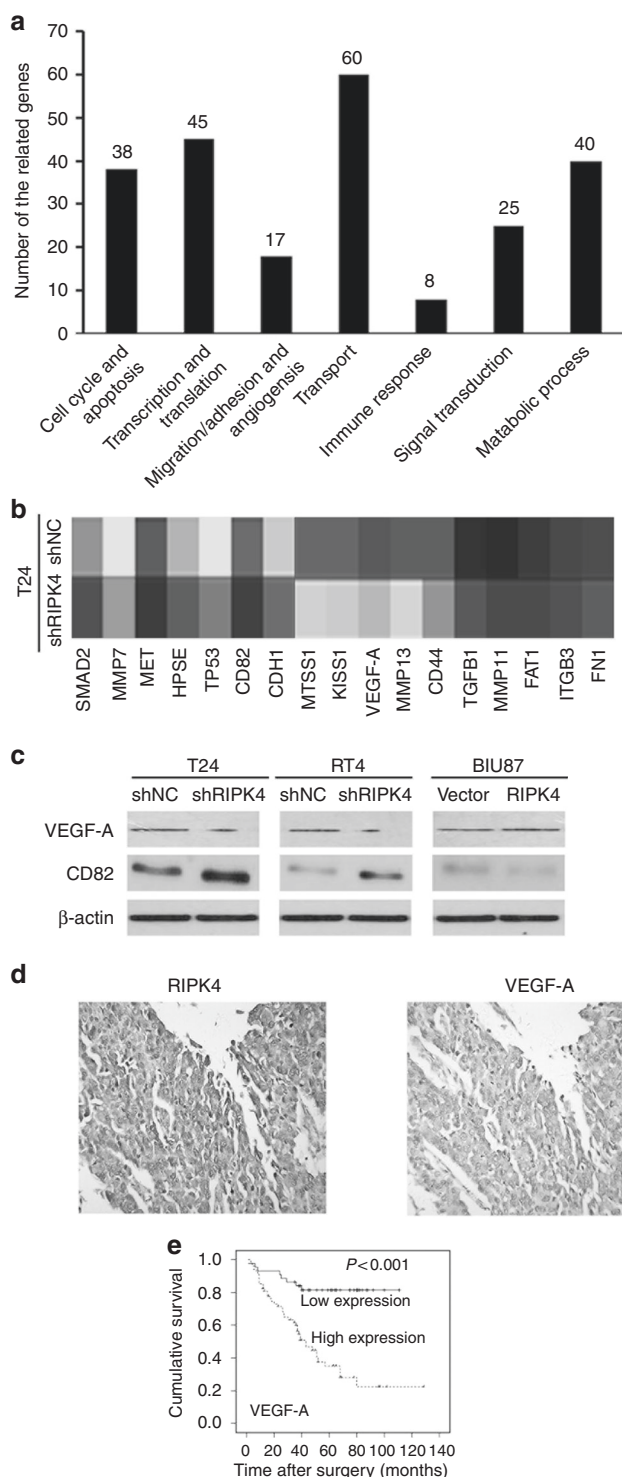 a
Number of the related genes
70
60
50
40
30
20
10
0
38
45
17
60
8
25
40
Cell cycle and
apoptosis
Transcription and
translation
Migration/adhesion and
angiogensis
Transport
Immune response
Signal transduction
Matabolic process
b
T24
shNC
shRIPK4
SMAD2
MMP7
MET
HPSE
TP53
CD82
CDH1
MTSS1
KISS1
VEGF-A
MMP13
CD44
TGFB1
MMP11
FAT1
ITGB3
FN1
c
T24 RT4 BIU87
shNC shRIPK4 shNC shRIPK4 Vector RIPK4
VEGF-A
CD82
β-actin
d
RIPK4 VEGF-A
e
Cumulative survival
1.0
0.8
0.6
0.4
0.2
0.0
P<0.001
Low expression
High expression
VEGF-A
0 20 40 60 80 100 120 140
Time after surgery (months)